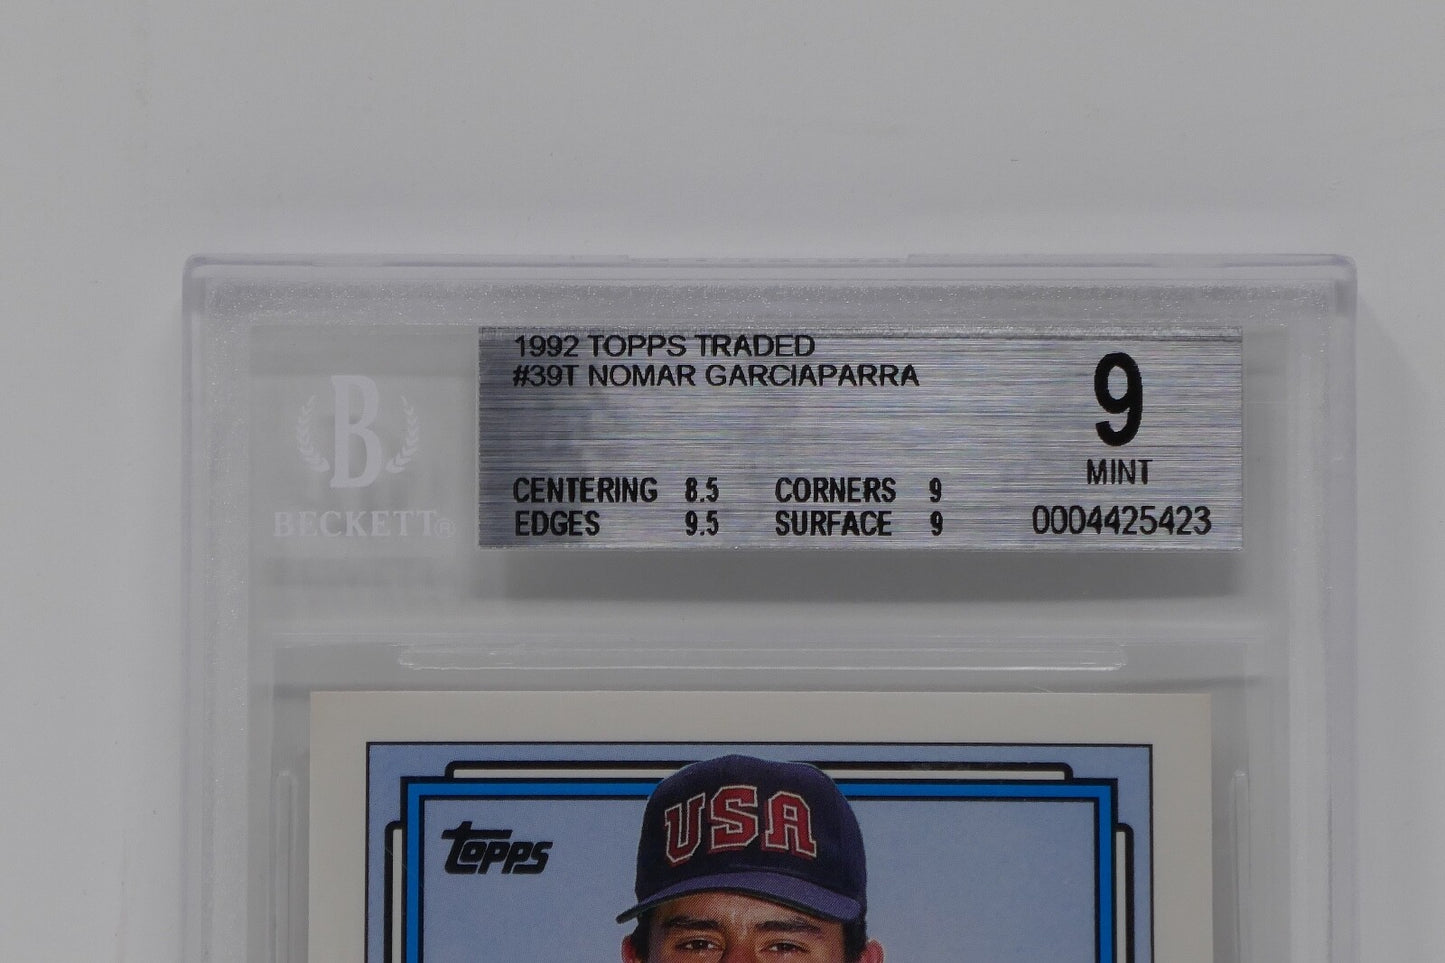 1992 TOPPS TRADED
#39T NOMAR GARCIAPARRA
9
MINT
CENTERING 8.5 CORNERS 9
EDGES 9.5 SURFACE 9
0004425423
B
BECKETT®
USA
Topps